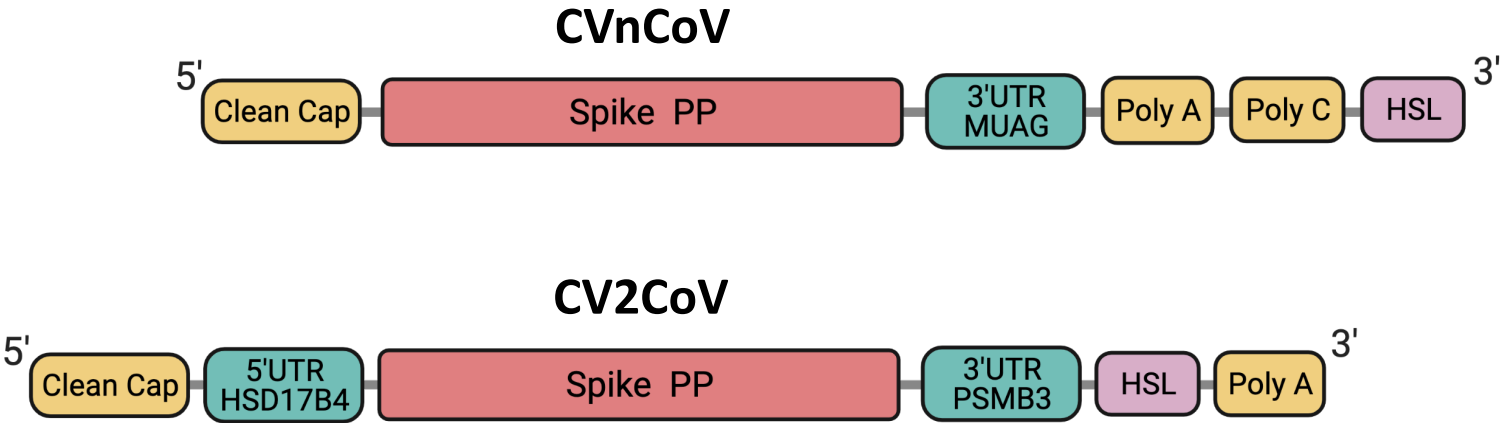 CVnCoV
5'
Clean Cap
Spike PP
3'UTR
MUAG
Poly A
Poly C
HSL
3'
CV2CoV
5'
Clean Cap
5'UTR
HSD17B4
Spike PP
3'UTR
PSMB3
HSL
Poly A
3'